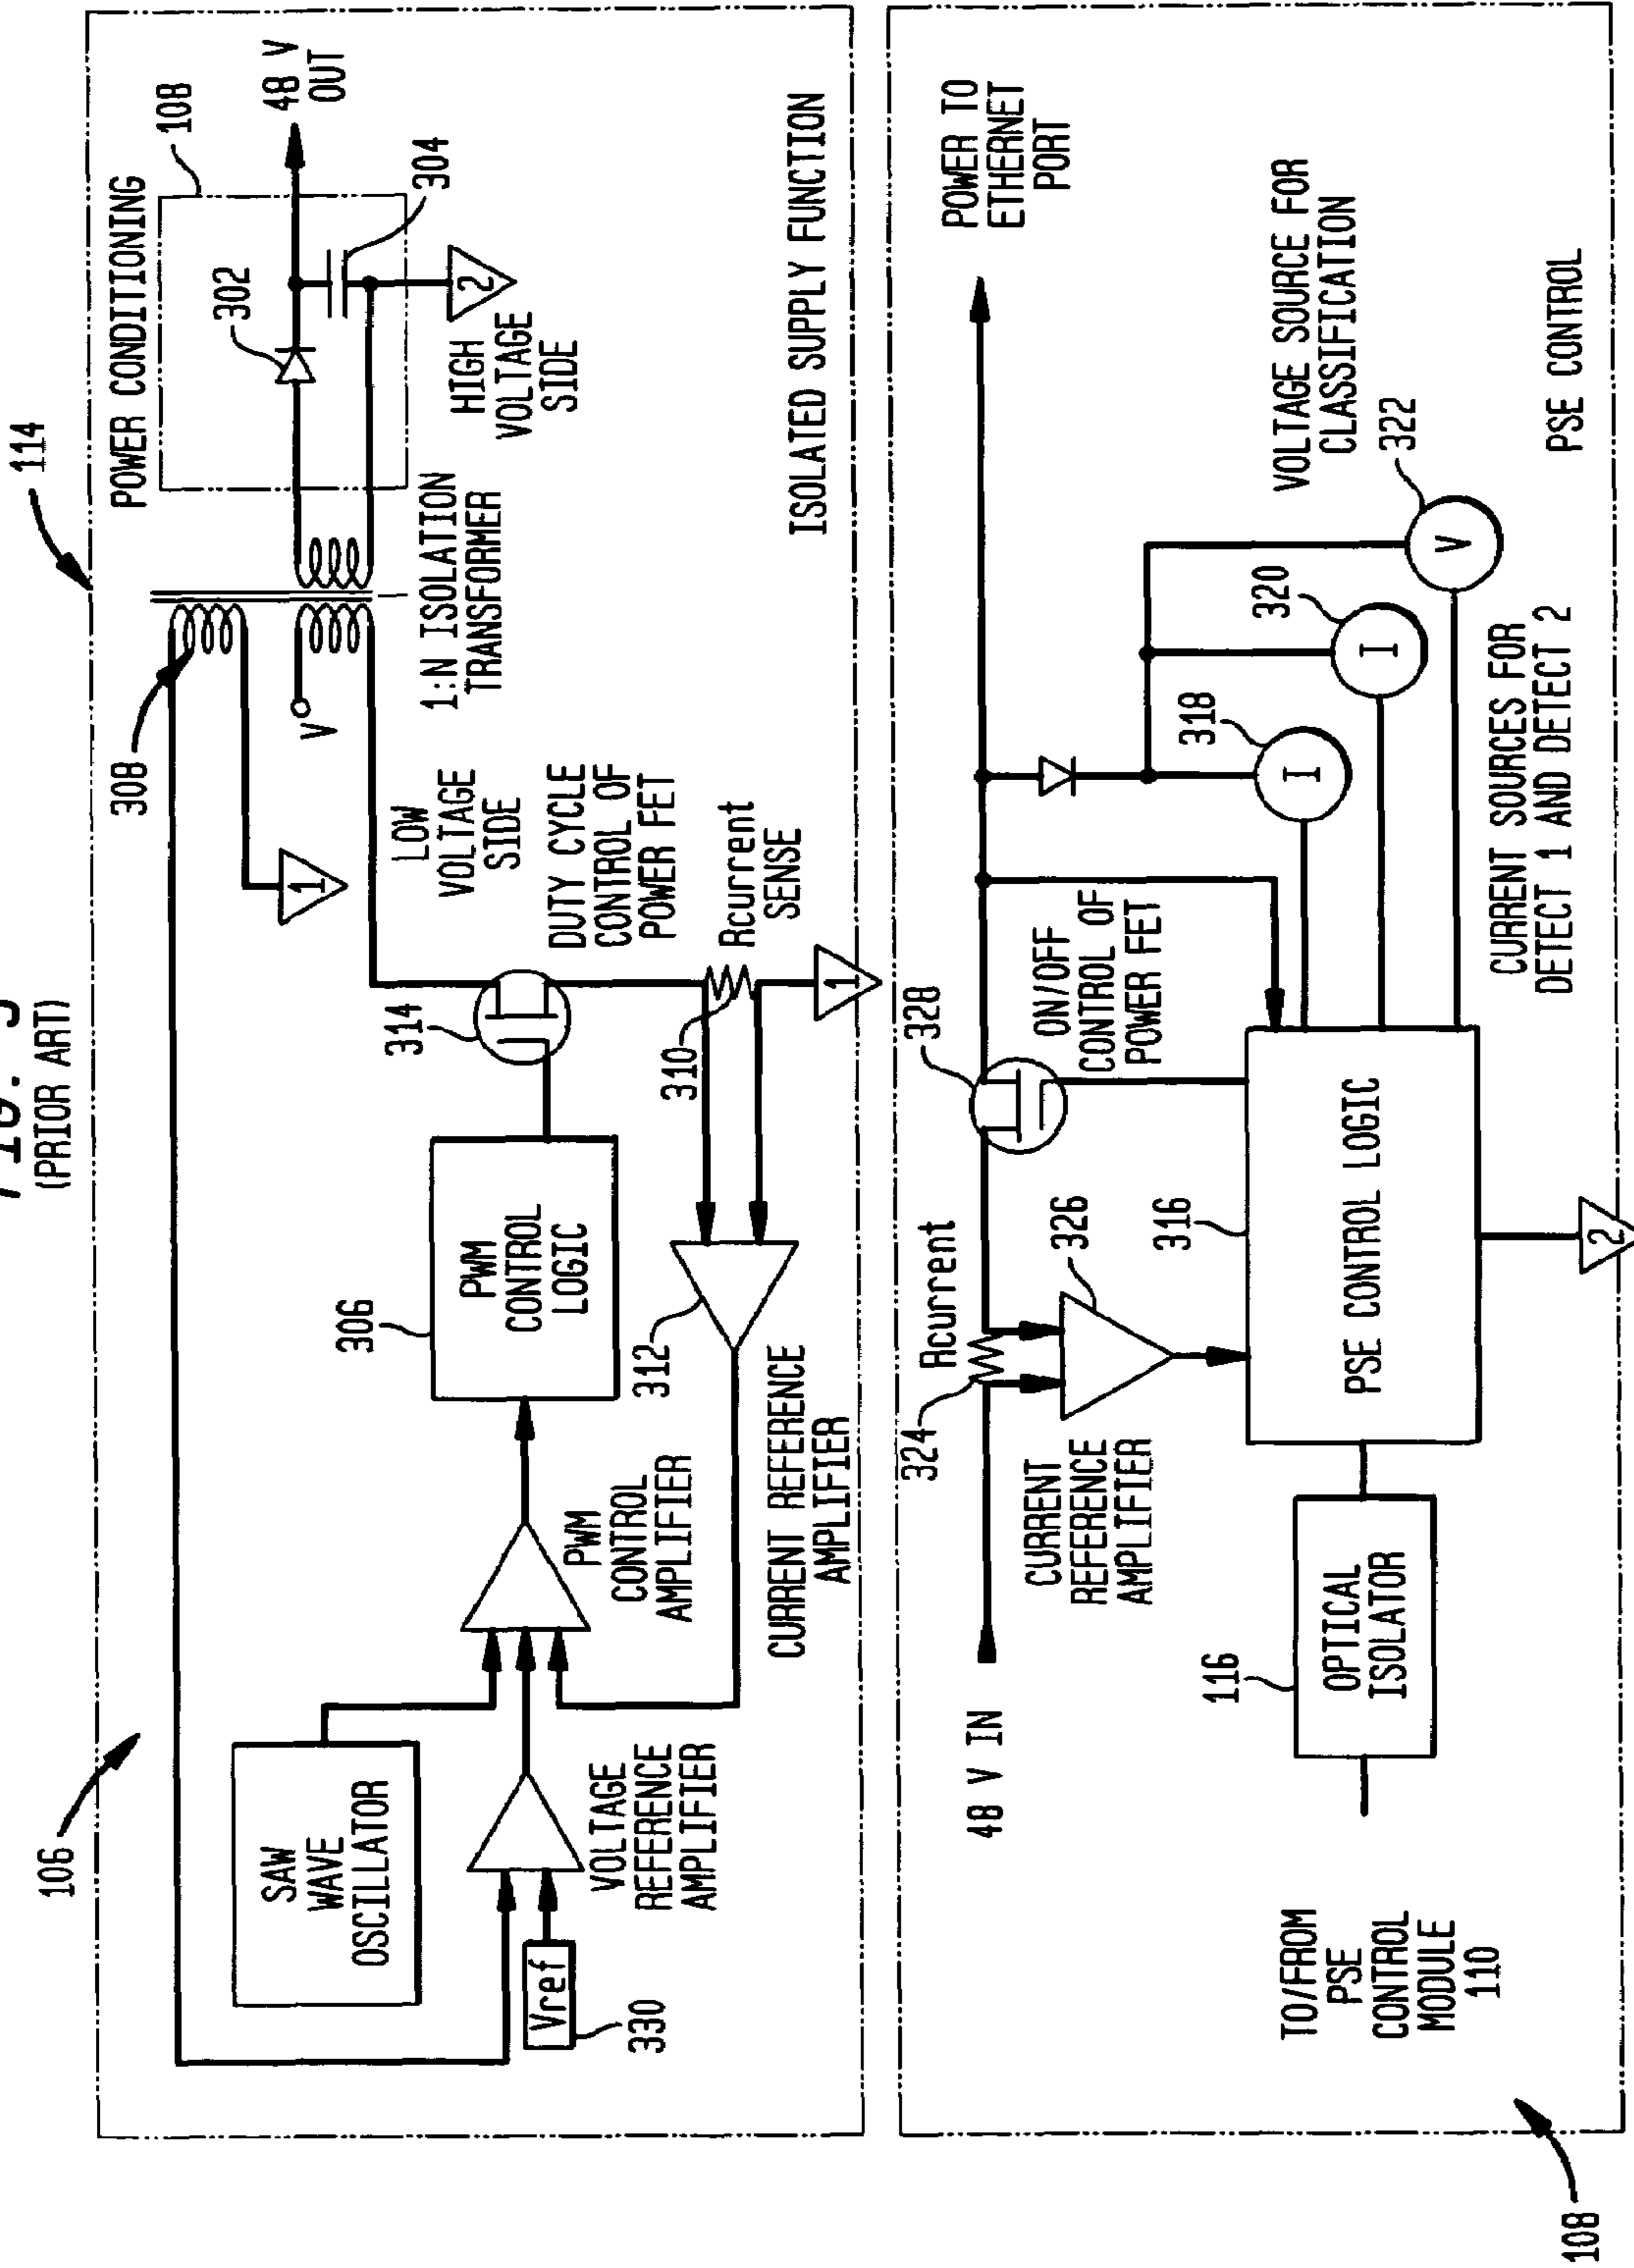 FIG. 3
(PRIOR ART)
106
114
SAW
WAVE
OSCILLATOR
Vref
330
VOLTAGE
REFERENCE
AMPLIFIER
PWM
CONTROL
AMPLIFIER
306
PWM
CONTROL
LOGIC
312
CURRENT REFERENCE
AMPLIFIER
314
310
Rcurrent
SENSE
1
DUTY CYCLE
CONTROL OF
POWER FET
LOW
VOLTAGE
SIDE
1
308
V
1:N ISOLATION
TRANSFORMER
POWER CONDITIONING
108
302
304
48 V
OUT
2
HIGH
VOLTAGE
SIDE
ISOLATED SUPPLY FUNCTION
48 V IN
324
Rcurrent
CURRENT
REFERENCE
AMPLIFIER
326
328
ON/OFF
CONTROL OF
POWER FET
POWER TO
ETHERNET
PORT
TO/FROM
PSE
CONTROL
MODULE
110
116
OPTICAL
ISOLATOR
316
PSE CONTROL LOGIC
2
318
I
320
I
322
V
VOLTAGE SOURCE FOR
CLASSIFICATION
CURRENT SOURCES FOR
DETECT 1 AND DETECT 2
PSE CONTROL
108